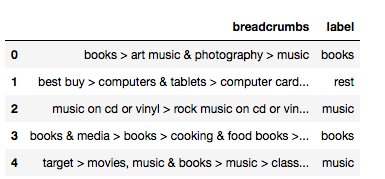 breadcrumbs label
0 books > art music & photography > music books
1 best buy > computers & tablets > computer card... rest
2 music on cd or vinyl > rock music on cd or vin... music
3 books & media > books > cooking & food books >... books
4 target > movies, music & books > music > class... music